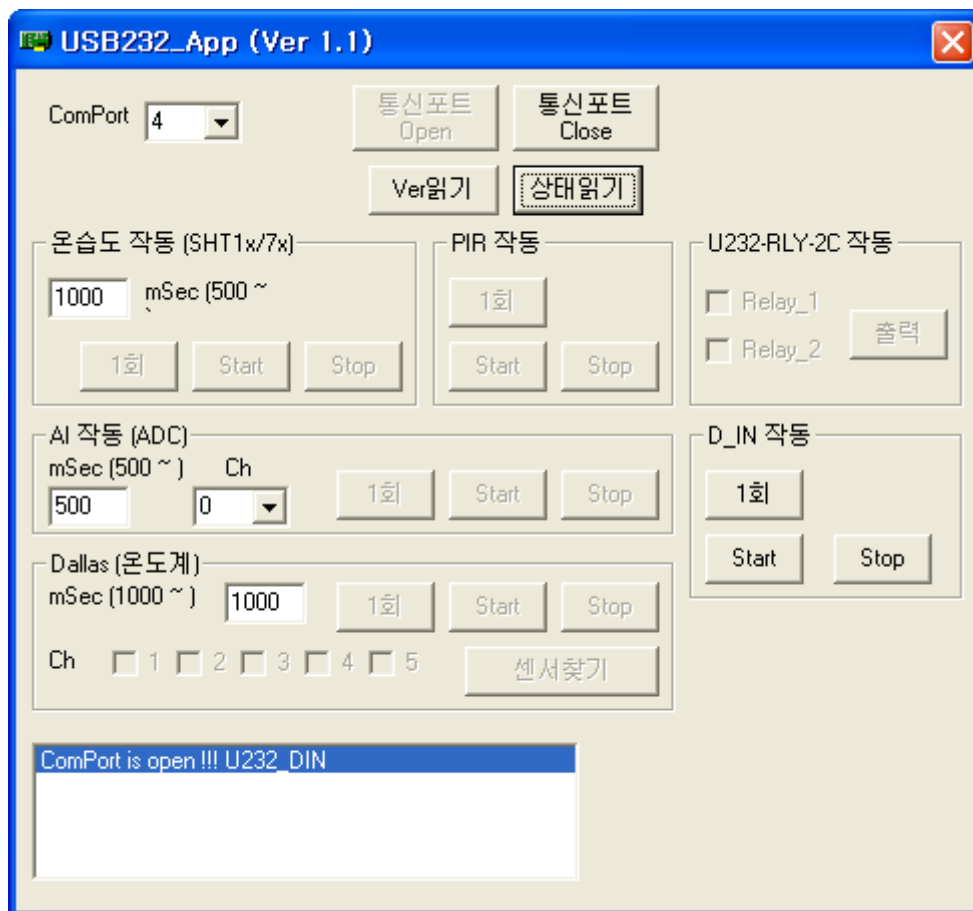 USB232_App (Ver 1.1)
ComPort 4
통신포트 Open
통신포트 Close
Ver읽기
상태읽기
온습도 작동 (SHT1x/7x)
1000 mSec (500 ~
1회 Start Stop
PIR 작동
1회
Start Stop
U232-RLY-2C 작동
Relay_1
Relay_2
출력
AI 작동 (ADC)
mSec (500 ~ ) Ch
500 0 1회 Start Stop
D_IN 작동
1회
Start Stop
Dallas (온도계)
mSec (1000 ~ ) 1000 1회 Start Stop
Ch 1 2 3 4 5 센서찾기
ComPort is open !!! U232_DIN